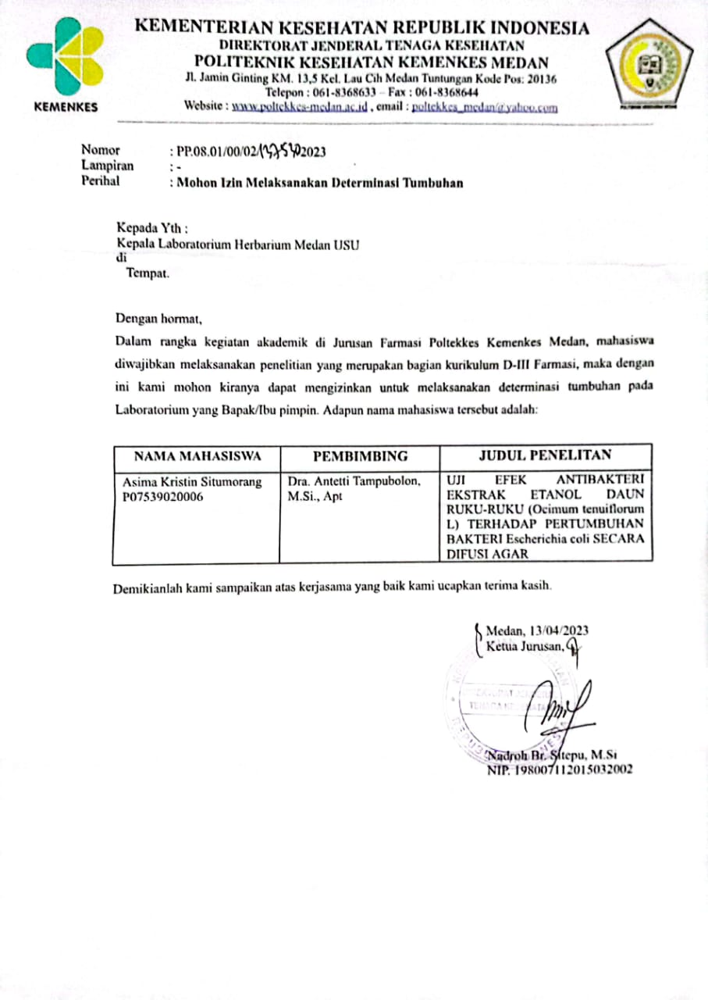 KEMENKES
KEMENTERIAN KESEHATAN REPUBLIK INDONESIA
DIREKTORAT JENDERAL TENAGA KESEHATAN
POLITEKNIK KESEHATAN KEMENKES MEDAN
Jl. Jamin Ginting KM. 13,5 Kel. Lau Cih Medan Tuntungan Kode Pos: 20136
Telepon : 061-8368633 – Fax : 061-8368644
Website : www.poltekkes-medan.ac.id , email : poltekkes_medan@yahoo.com
Nomor : PP.08.01/00/02/ 2023
Lampiran : -
Perihal : Mohon Izin Melaksanakan Determinasi Tumbuhan
Kepada Yth :
Kepala Laboratorium Herbarium Medan USU
di
Tempat.
Dengan hormat,
Dalam rangka kegiatan akademik di Jurusan Farmasi Poltekkes Kemenkes Medan, mahasiswa
diwajibkan melaksanakan penelitian yang merupakan bagian kurikulum D-III Farmasi, maka dengan
ini kami mohon kiranya dapat mengizinkan untuk melaksanakan determinasi tumbuhan pada
Laboratorium yang Bapak/Ibu pimpin. Adapun nama mahasiswa tersebut adalah:
NAMA MAHASISWA PEMBIMBING JUDUL PENELITAN
Asima Kristin Situmorang
P07539020006
Dra. Antetti Tampubolon,
M.Si., Apt
UJI EFEK ANTIBAKTERI
EKSTRAK ETANOL DAUN
RUKU-RUKU (Ocimum tenuiflorum
L) TERHADAP PERTUMBUHAN
BAKTERI Escherichia coli SECARA
DIFUSI AGAR
Demikianlah kami sampaikan atas kerjasama yang baik kami ucapkan terima kasih.
Medan, 13/04/2023
Ketua Jurusan,
Nadroh Br. Sitepu, M.Si
NIP. 198007112015032002